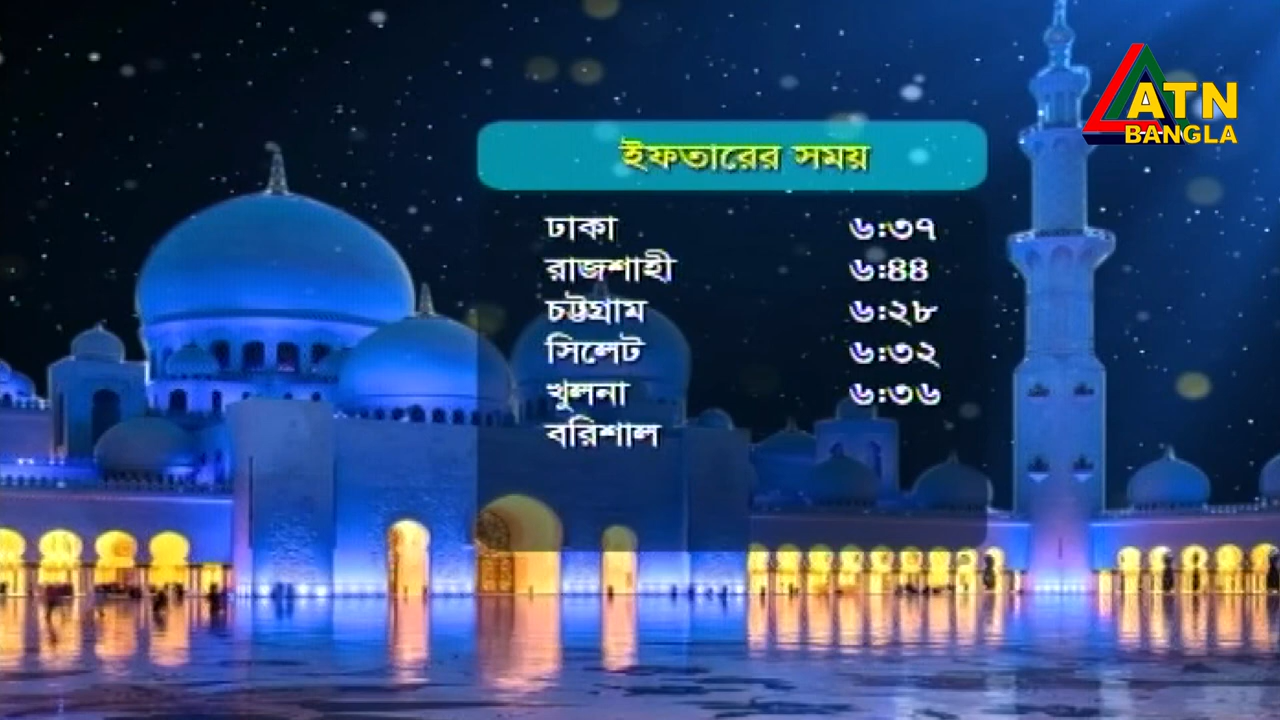 ATN
BANGLA
ইফতারের সময়
ঢাকা ৬:৩৭
রাজশাহী ৬:৪৪
চট্টগ্রাম ৬:২৮
সিলেট ৬:৩২
খুলনা ৬:৩৬
বরিশাল